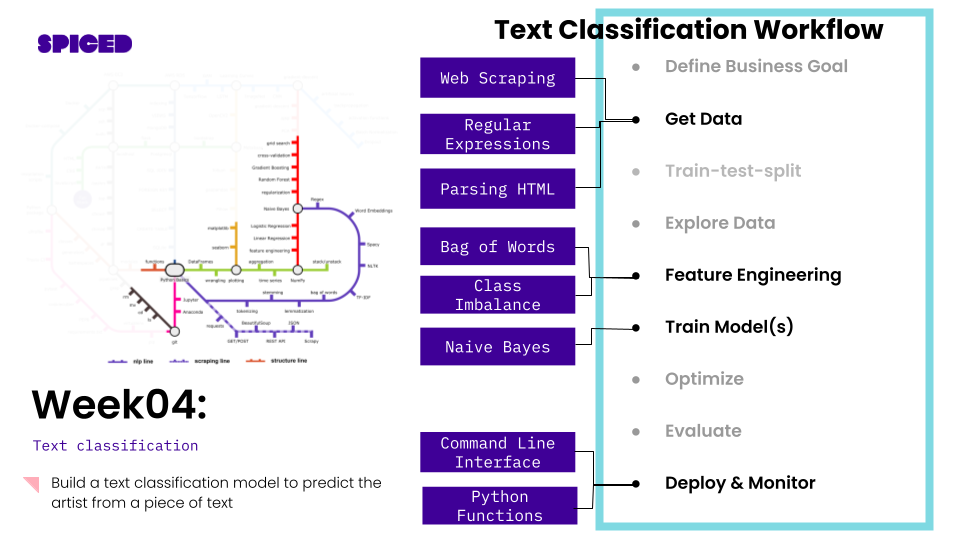 SPICED
Text Classification Workflow
Web Scraping
Regular
Expressions
Parsing HTML
Bag of Words
Class
Imbalance
Naive Bayes
Command Line
Interface
Python
Functions
Define Business Goal
Get Data
Train-test-split
Explore Data
Feature Engineering
Train Model(s)
Optimize
Evaluate
Deploy & Monitor
grid search
cross-validation
Gradient Boosting
Random Forest
regularization
Naive Bayes
Regex
Word Embeddings
matplotlib
Logistic Regression
Linear Regression
seaborn
feature engineering
Spacy
functions
DataFrames
aggregation
stack/unstack
NLTK
wrangling
plotting
time series
NumPy
stemming
bag of words
TF-IDF
Jupyter
Anaconda
tokenizing
lemmatization
requests
BeautifulSoup
JSON
git
GET/POST
REST API
Scrapy
nlp line
scraping line
structure line
Week04:
Text classification
Build a text classification model to predict the
artist from a piece of text